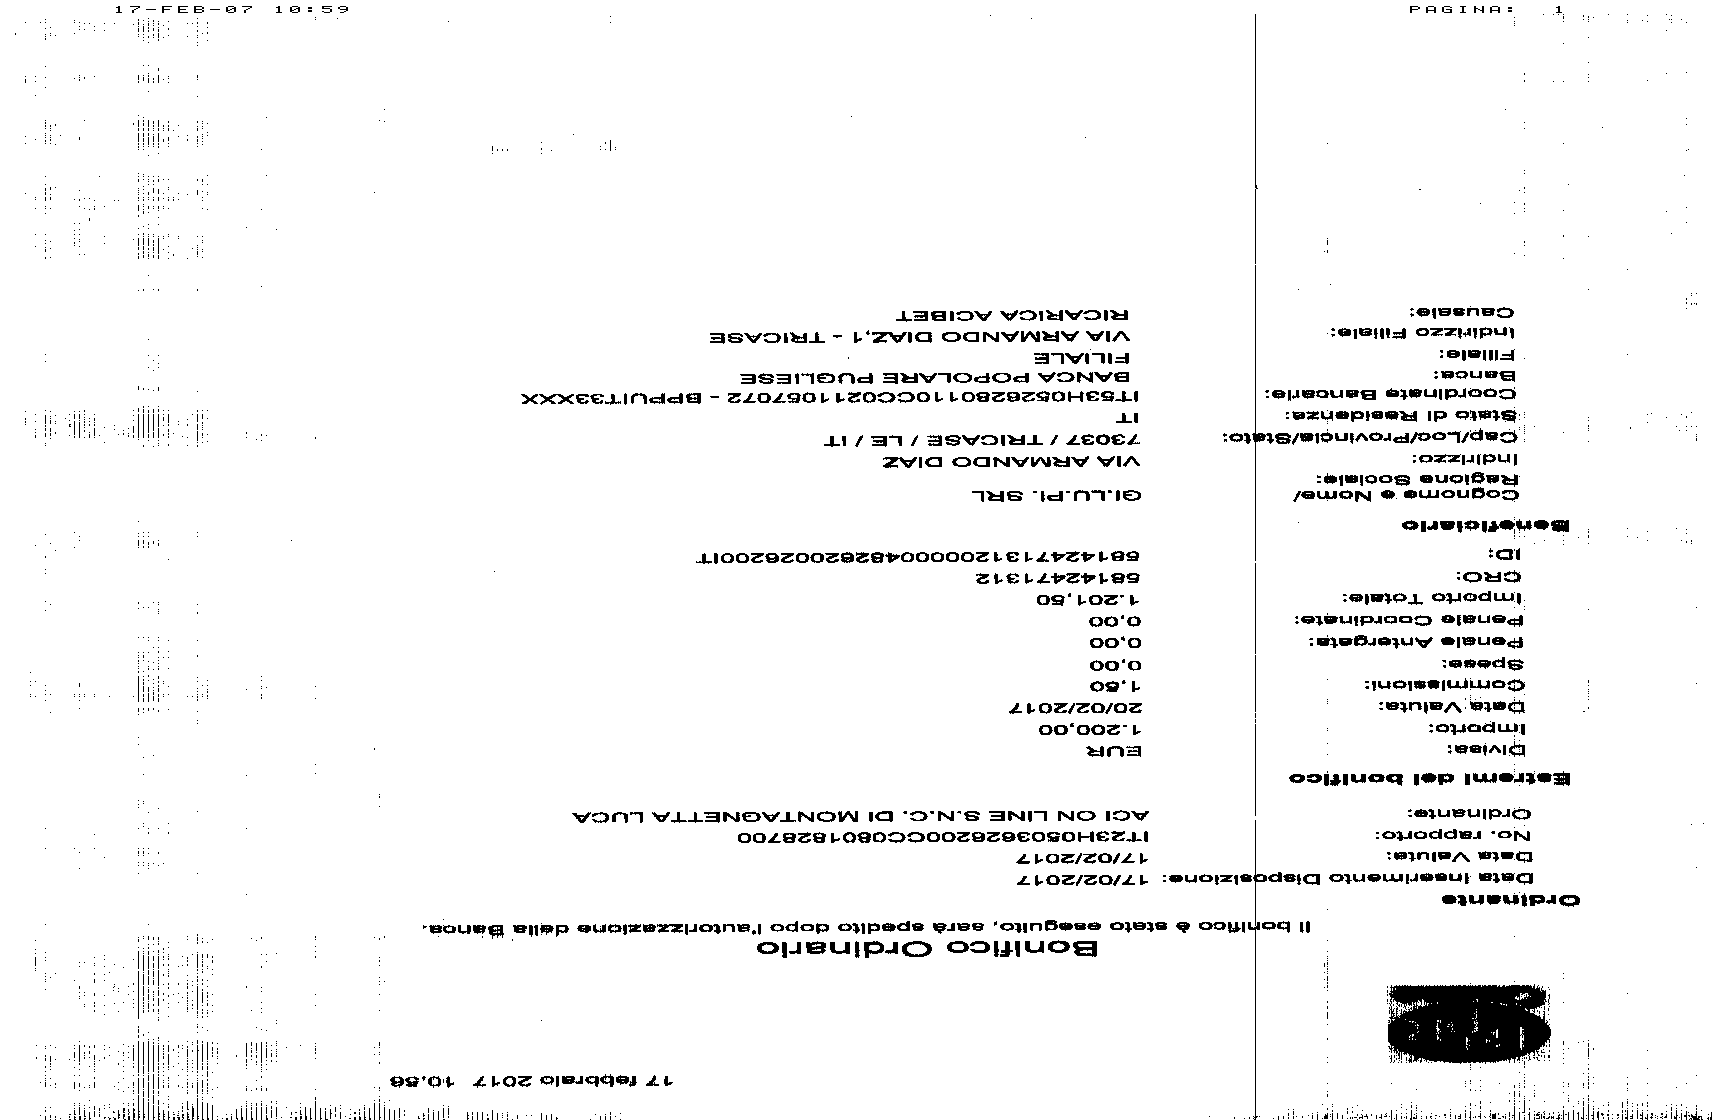 17-FEB-07 10:59 PAGINA: 1
17 febbraio 2017 10.56
Bonifico Ordinario
Il bonifico è stato eseguito, sarà spedito dopo l'autorizzazione della Banca.
Ordinante
Data Inserimento Disposizione: 17/02/2017
Data Valuta: 17/02/2017
No. rapporto: IT23H0503626200CC0801828700
Ordinante: ACI ON LINE S.N.C. DI MONTAGNETTA LUCA
Estremi del bonifico
Divisa: EUR
Importo: 1.200,00
Data Valuta: 20/02/2017
Commissioni: 1,50
Spese: 0,00
Penale Antergata: 0,00
Penale Coordinate: 0,00
Importo Totale: 1.201,50
CRO: 58142471312
ID: 5814247131200000482620026200IT
Beneficiario
Cognome e Nome/ GI.LU.PI. SRL
Ragione Sociale:
Indirizzo: VIA ARMANDO DIAZ
Cap/Loc/Provincia/Stato: 73037 / TRICASE / LE / IT
Stato di Residenza: IT
Coordinate Bancarie: IT53H0526280110CC0211057072 - BPPUIT33XXX
Banca: BANCA POPOLARE PUGLIESE
Filiale: FILIALE
Indirizzo Filiale: VIA ARMANDO DIAZ,1 - TRICASE
Causale: RICARICA ACIBET